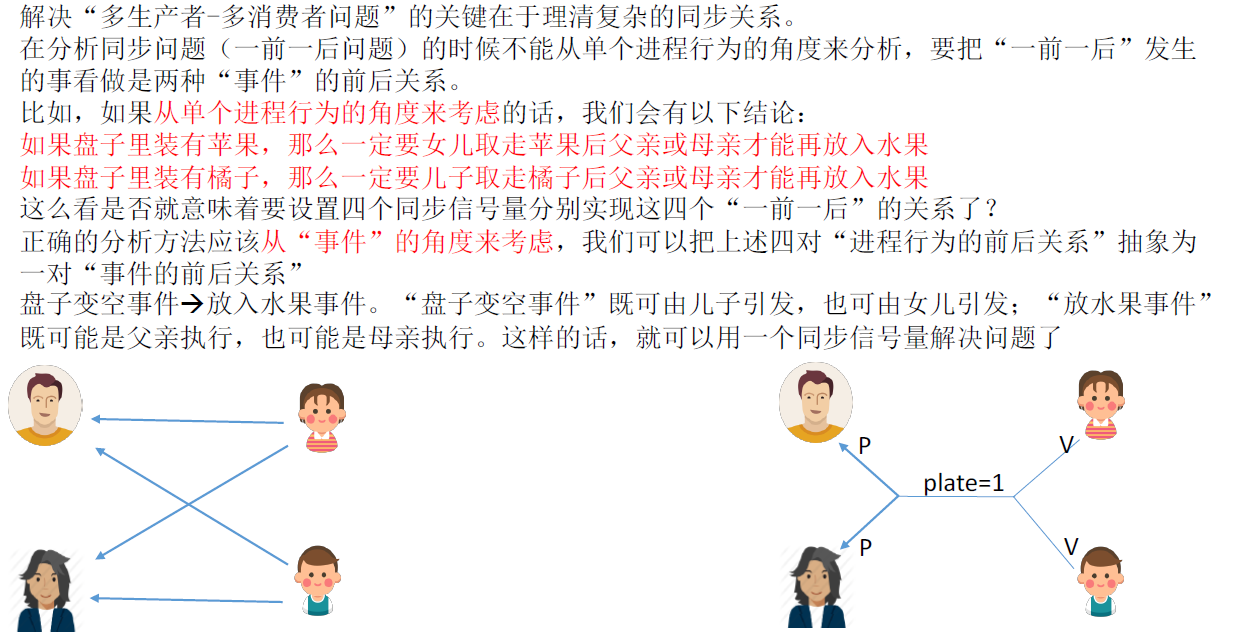 解决“多生产者-多消费者问题”的关键在于理清复杂的同步关系。
在分析同步问题（一前一后问题）的时候不能从单个进程行为的角度来分析，要把“一前一后”发生
的事看做是两种“事件”的前后关系。
比如，如果从单个进程行为的角度来考虑的话，我们会有以下结论：
如果盘子里装有苹果，那么一定要女儿取走苹果后父亲或母亲才能再放入水果
如果盘子里装有橘子，那么一定要儿子取走橘子后父亲或母亲才能再放入水果
这么看是否就意味着要设置四个同步信号量分别实现这四个“一前一后”的关系了？
正确的分析方法应该从“事件”的角度来考虑，我们可以把上述四对“进程行为的前后关系”抽象为
一对“事件的前后关系”
盘子变空事件→放入水果事件。“盘子变空事件”既可由儿子引发，也可由女儿引发；“放水果事件”
既可能是父亲执行，也可能是母亲执行。这样的话，就可以用一个同步信号量解决问题了
P
V
plate=1
P
V